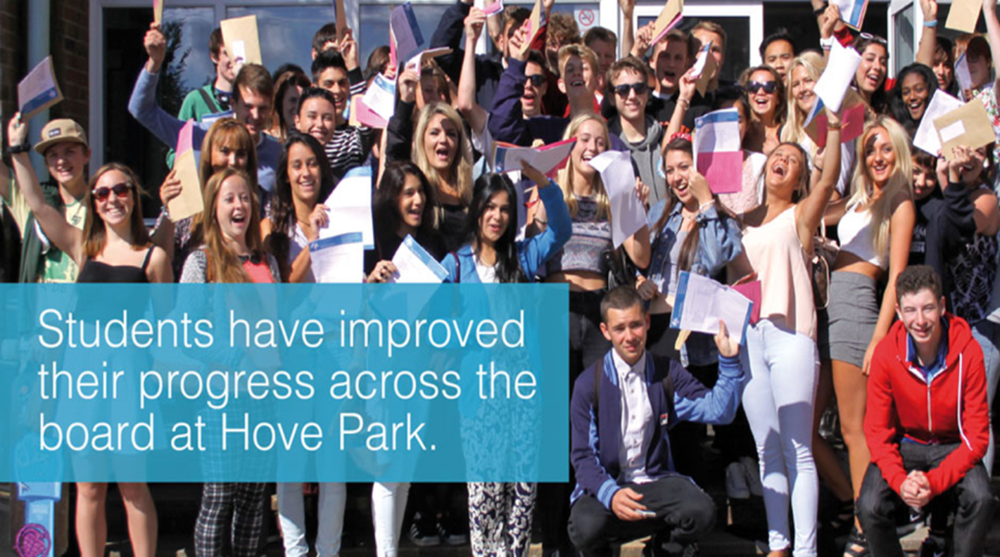 Students have improved
their progress across the
board at Hove Park.